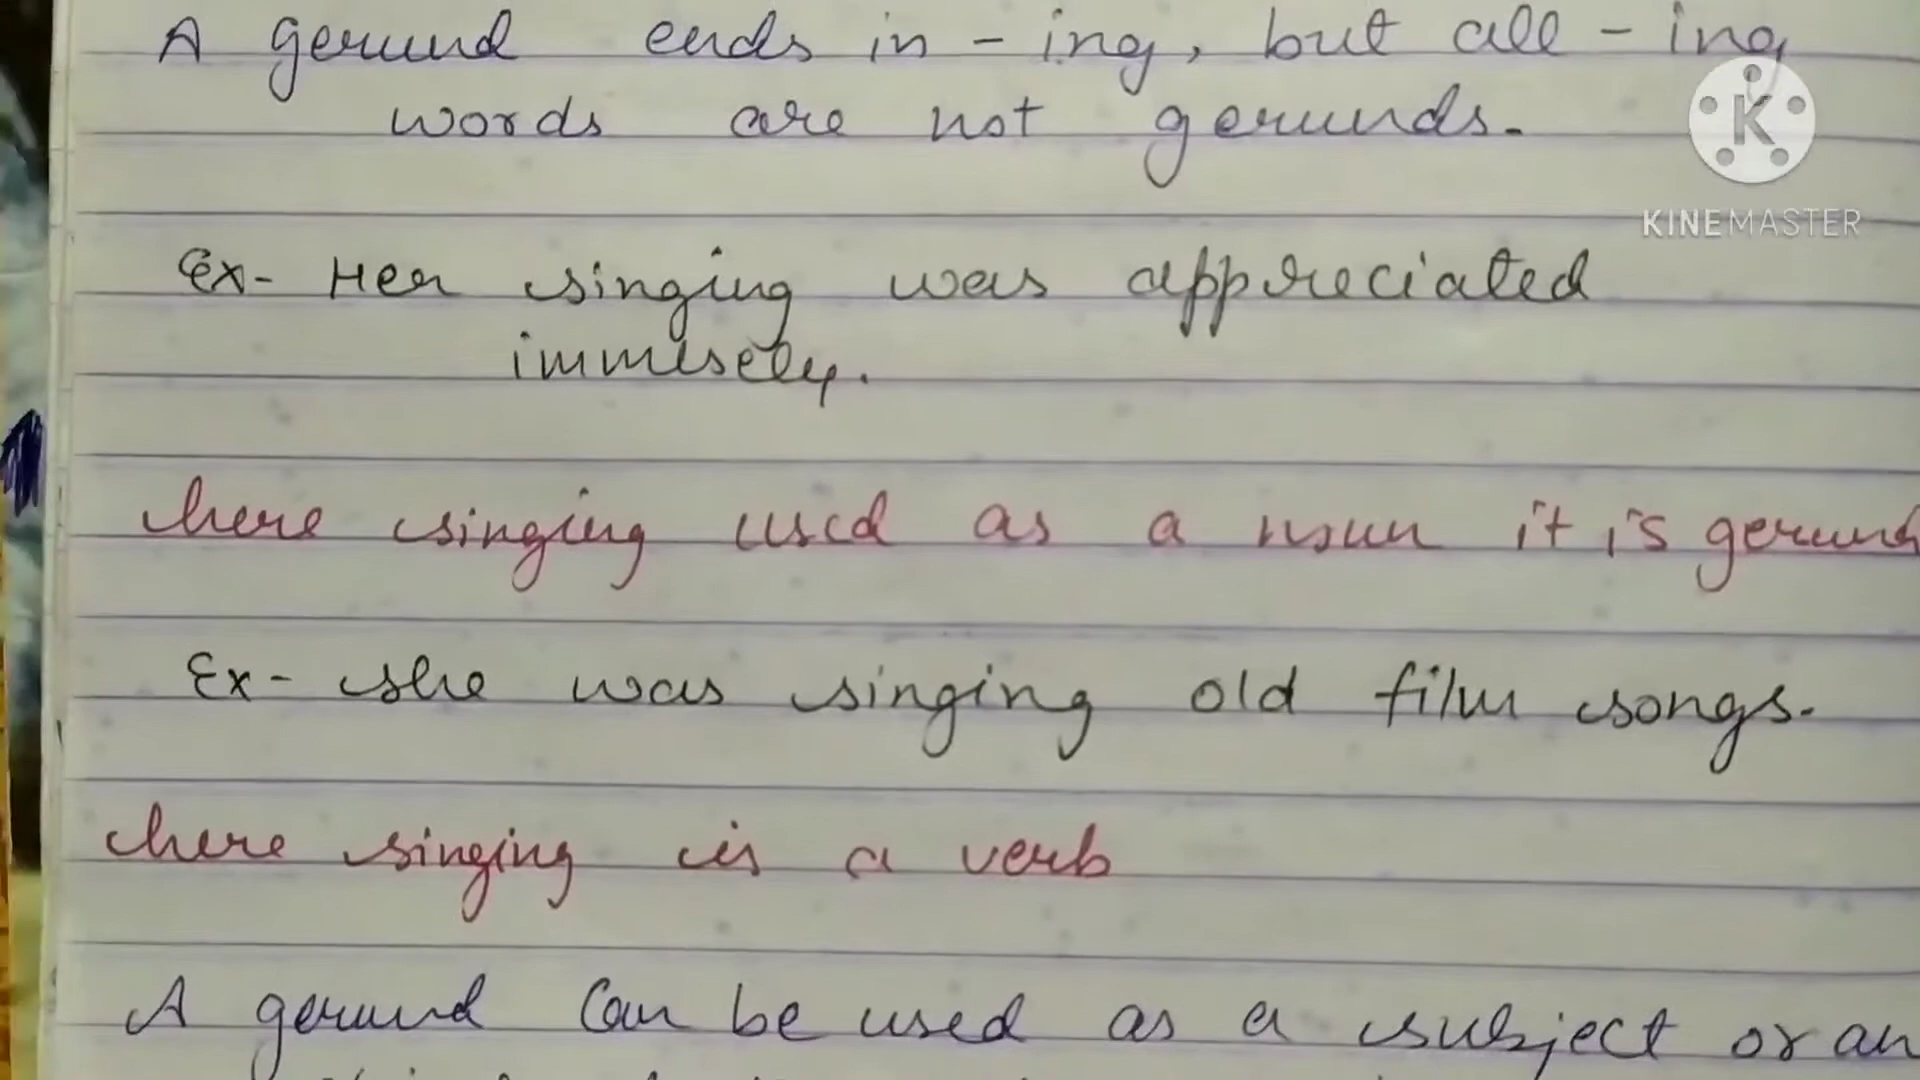 A gerund ends in - ing, but all - ing
words are not gerunds.
KINEMASTER
Ex- Her singing was appreciated
immisely.
here singing used as a noun it is gerund
Ex- she was singing old film songs.
here singing is a verb
A gerund Can be used as a subject or an